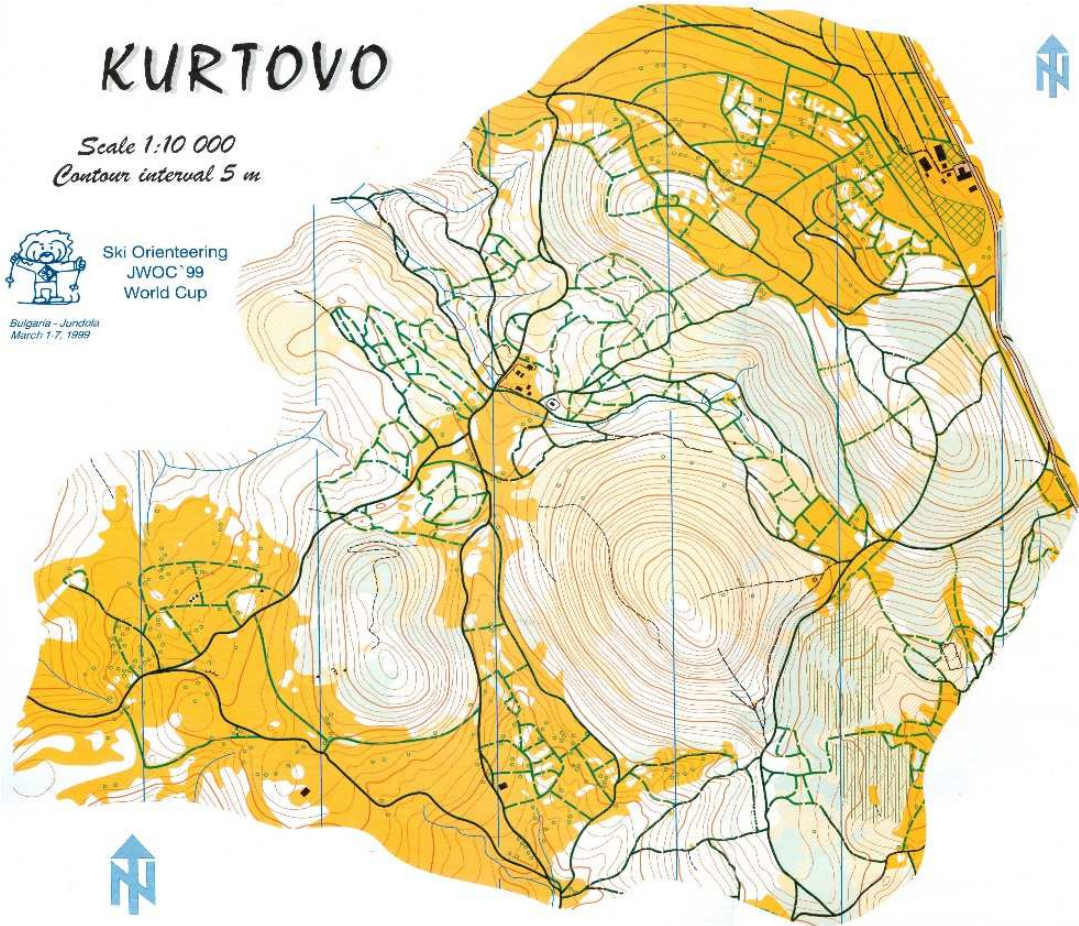 KURTOVO
Scale 1:10 000
Contour interval 5 m
Ski Orienteering
JWOC`99
World Cup
Bulgaria - Jundola
March 1-7, 1999
N
N